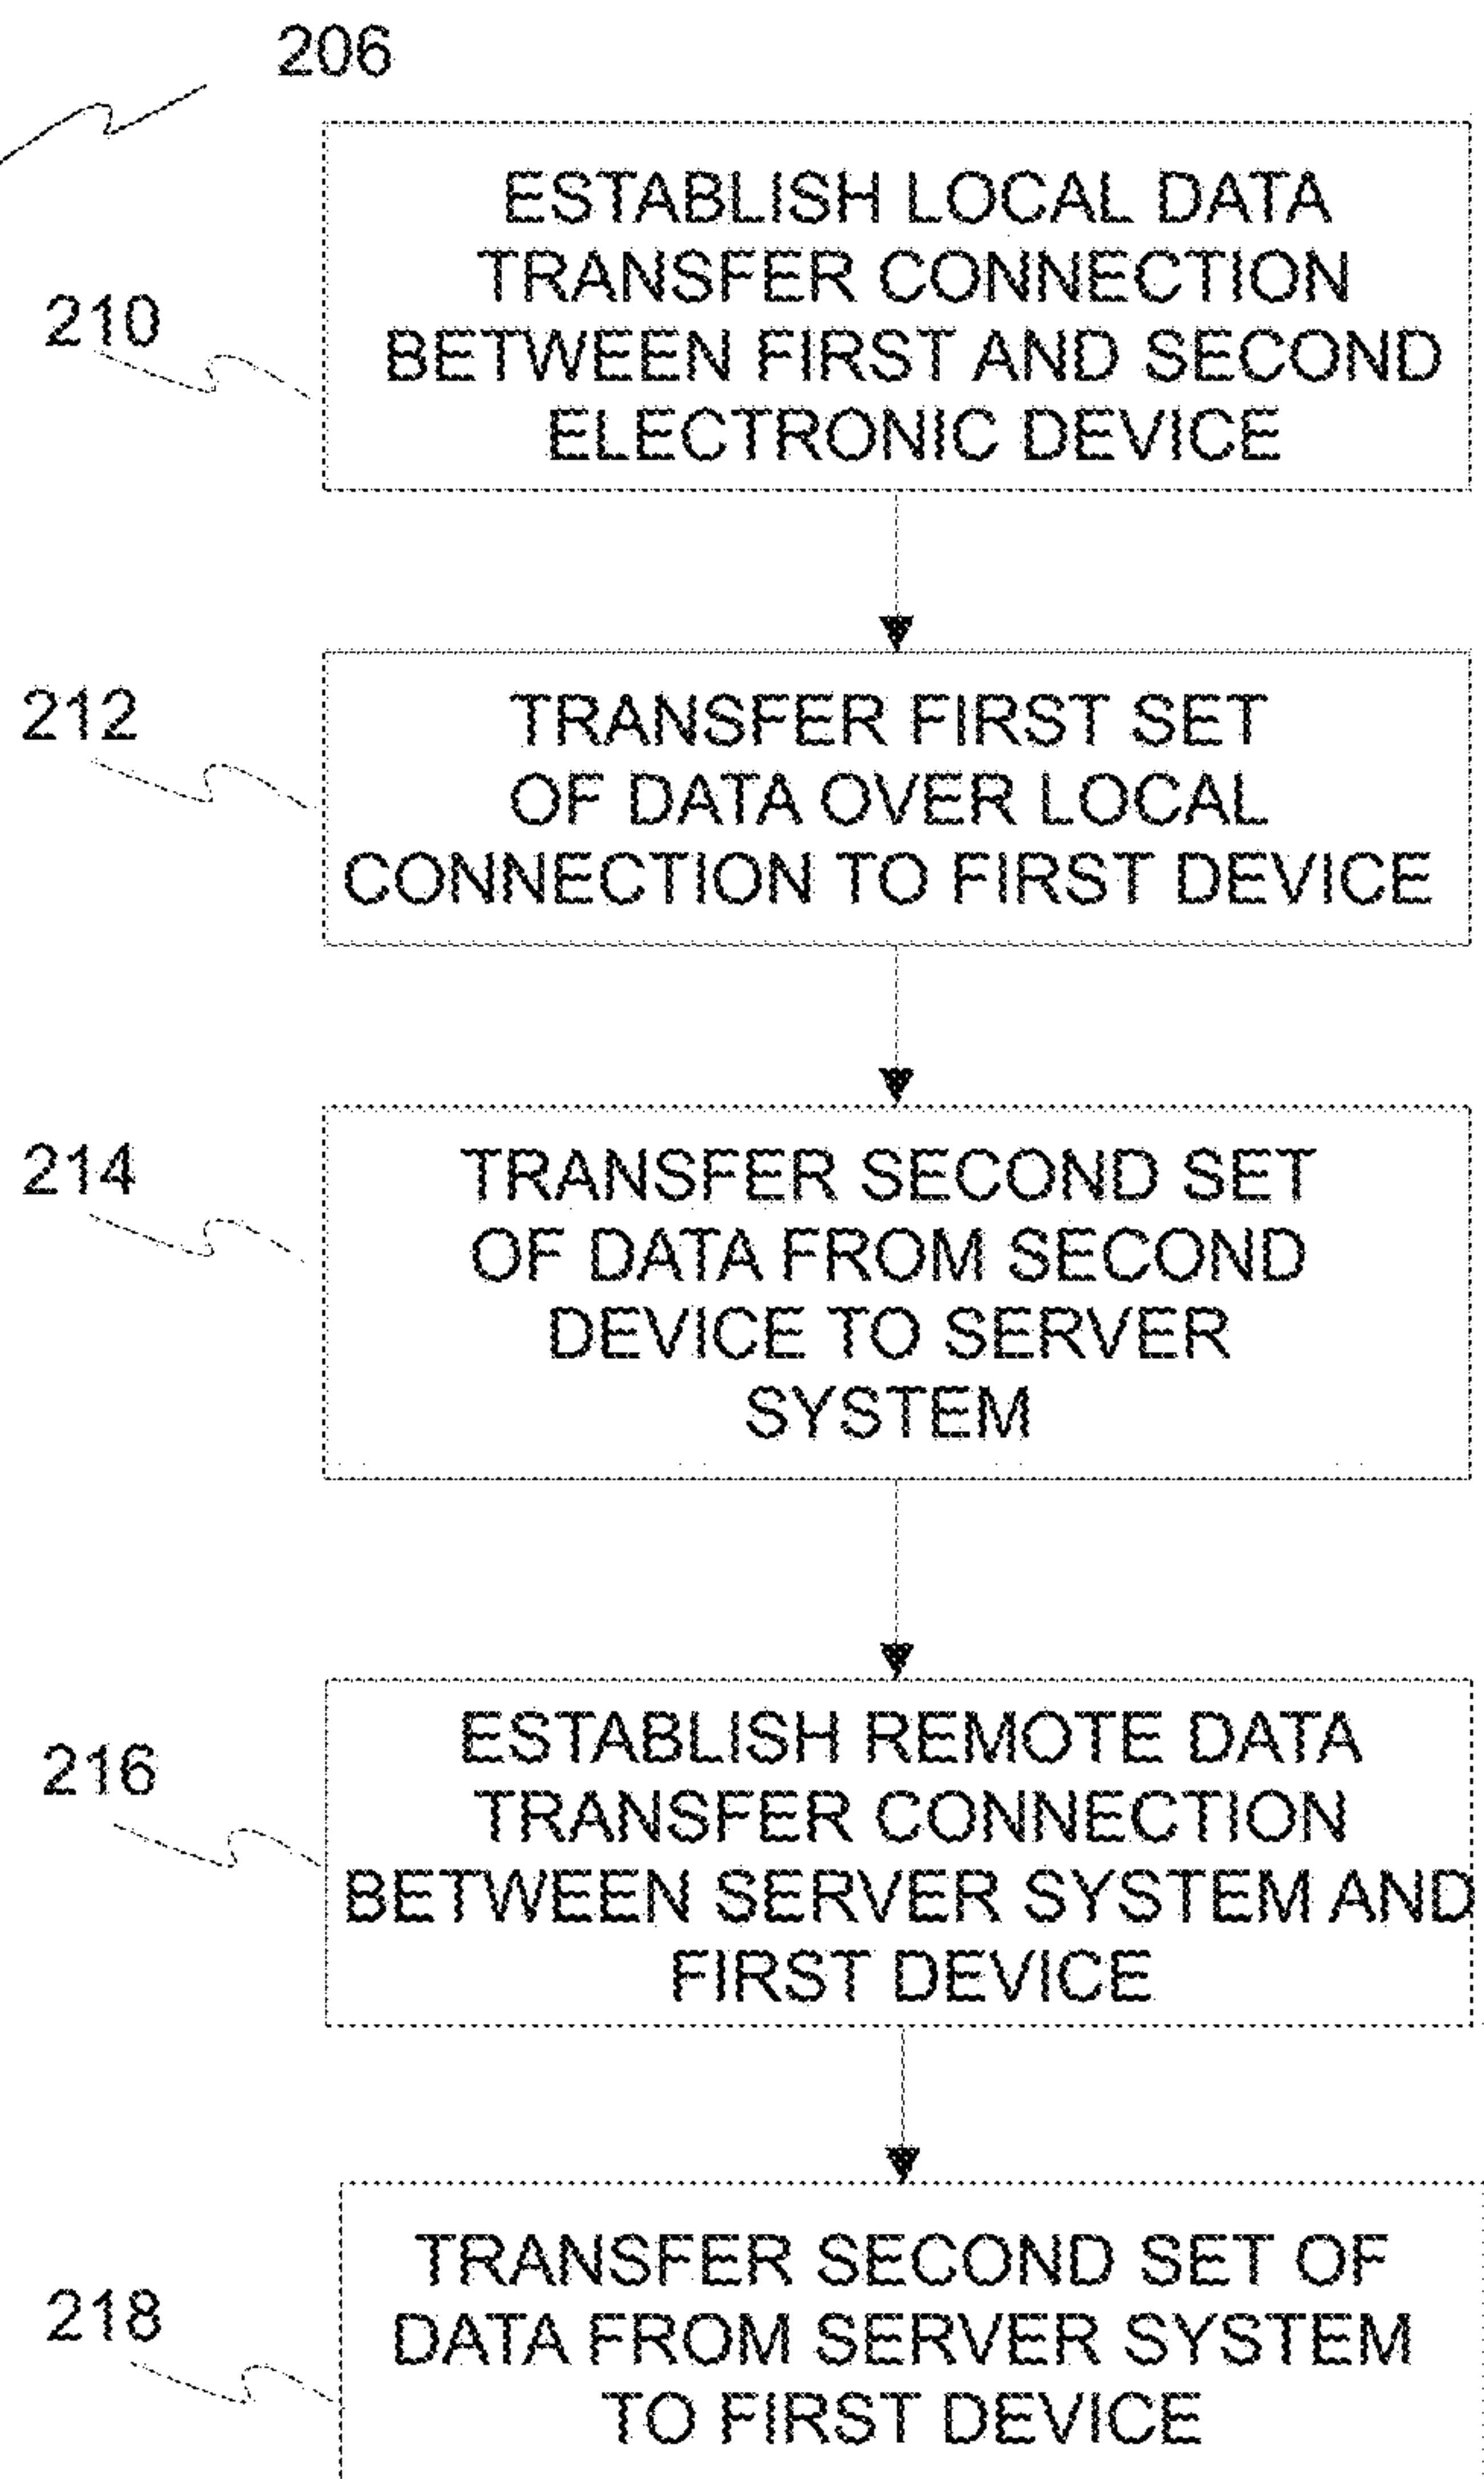 206
ESTABLISH LOCAL DATA
TRANSFER CONNECTION
BETWEEN FIRST AND SECOND
ELECTRONIC DEVICE
210
TRANSFER FIRST SET
OF DATA OVER LOCAL
CONNECTION TO FIRST DEVICE
212
TRANSFER SECOND SET
OF DATA FROM SECOND
DEVICE TO SERVER
SYSTEM
214
ESTABLISH REMOTE DATA
TRANSFER CONNECTION
BETWEEN SERVER SYSTEM AND
FIRST DEVICE
216
TRANSFER SECOND SET OF
DATA FROM SERVER SYSTEM
TO FIRST DEVICE
218